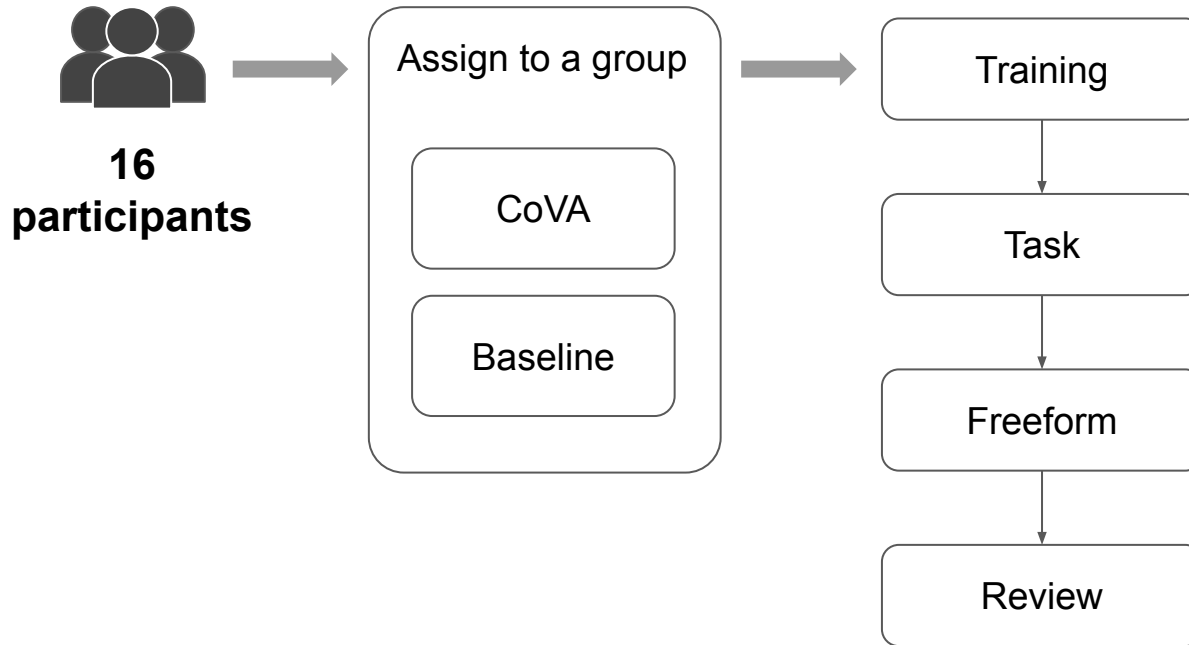 16
participants
Assign to a group
CoVA
Baseline
Training
Task
Freeform
Review